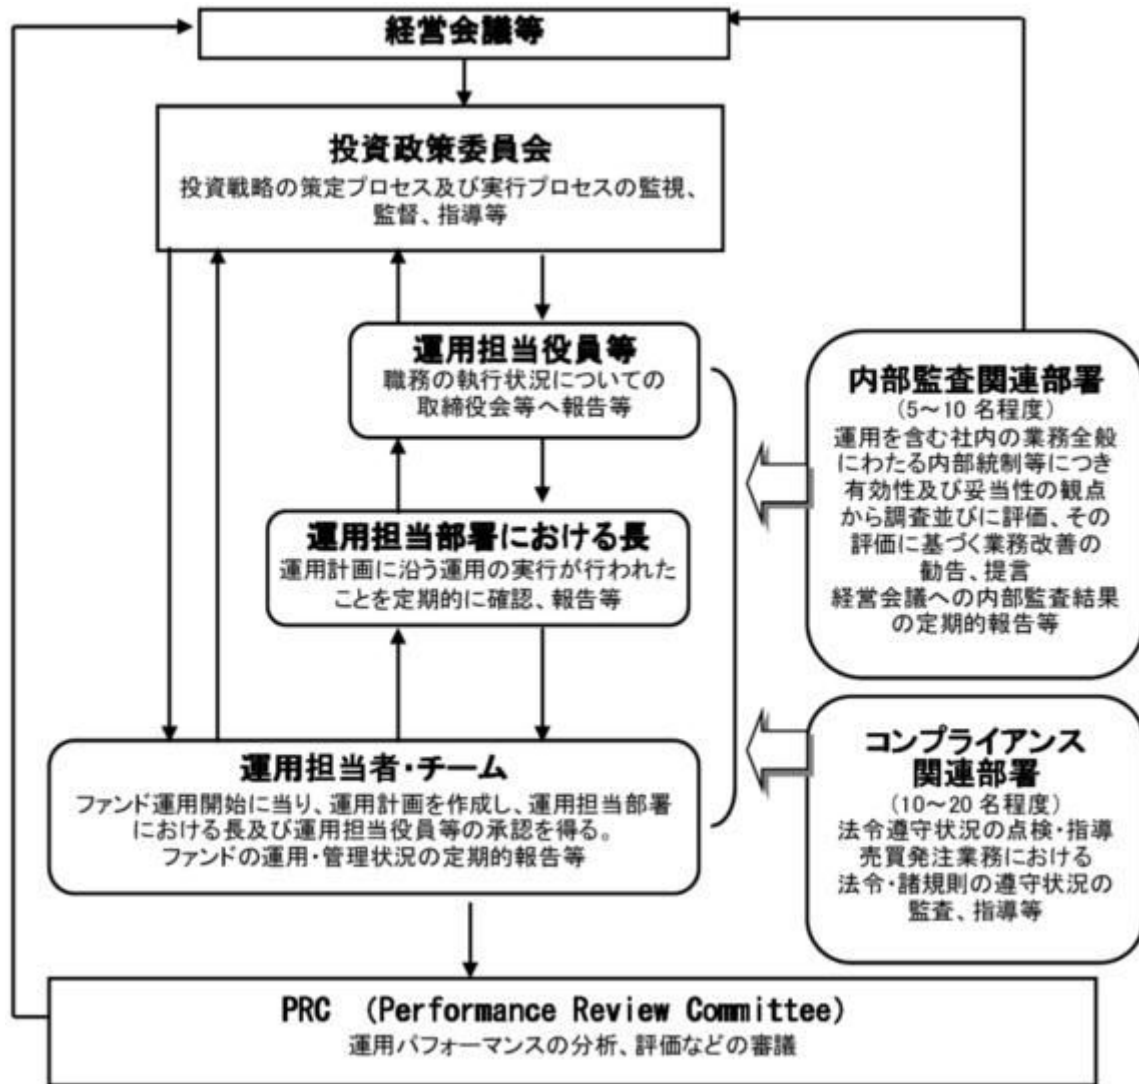 経営会議等
投資政策委員会
投資戦略の策定プロセス及び実行プロセスの監視、
監督、指導等
運用担当役員等
職務の執行状況についての
取締役会等へ報告等
運用担当部署における長
運用計画に沿う運用の実行が行われた
ことを定期的に確認、報告等
運用担当者・チーム
ファンド運用開始に当り、運用計画を作成し、運用担当部署
における長及び運用担当役員等の承認を得る。
ファンドの運用・管理状況の定期的報告等
内部監査関連部署
(5～10 名程度)
運用を含む社内の業務全般
にわたる内部統制等につき
有効性及び妥当性の観点
から調査並びに評価、その
評価に基づく業務改善の
勧告、提言
経営会議への内部監査結果
の定期的報告等
コンプライアンス
関連部署
(10～20 名程度)
法令遵守状況の点検・指導
売買発注業務における
法令・諸規則の遵守状況の
監査、指導等
PRC (Performance Review Committee)
運用パフォーマンスの分析、評価などの審議